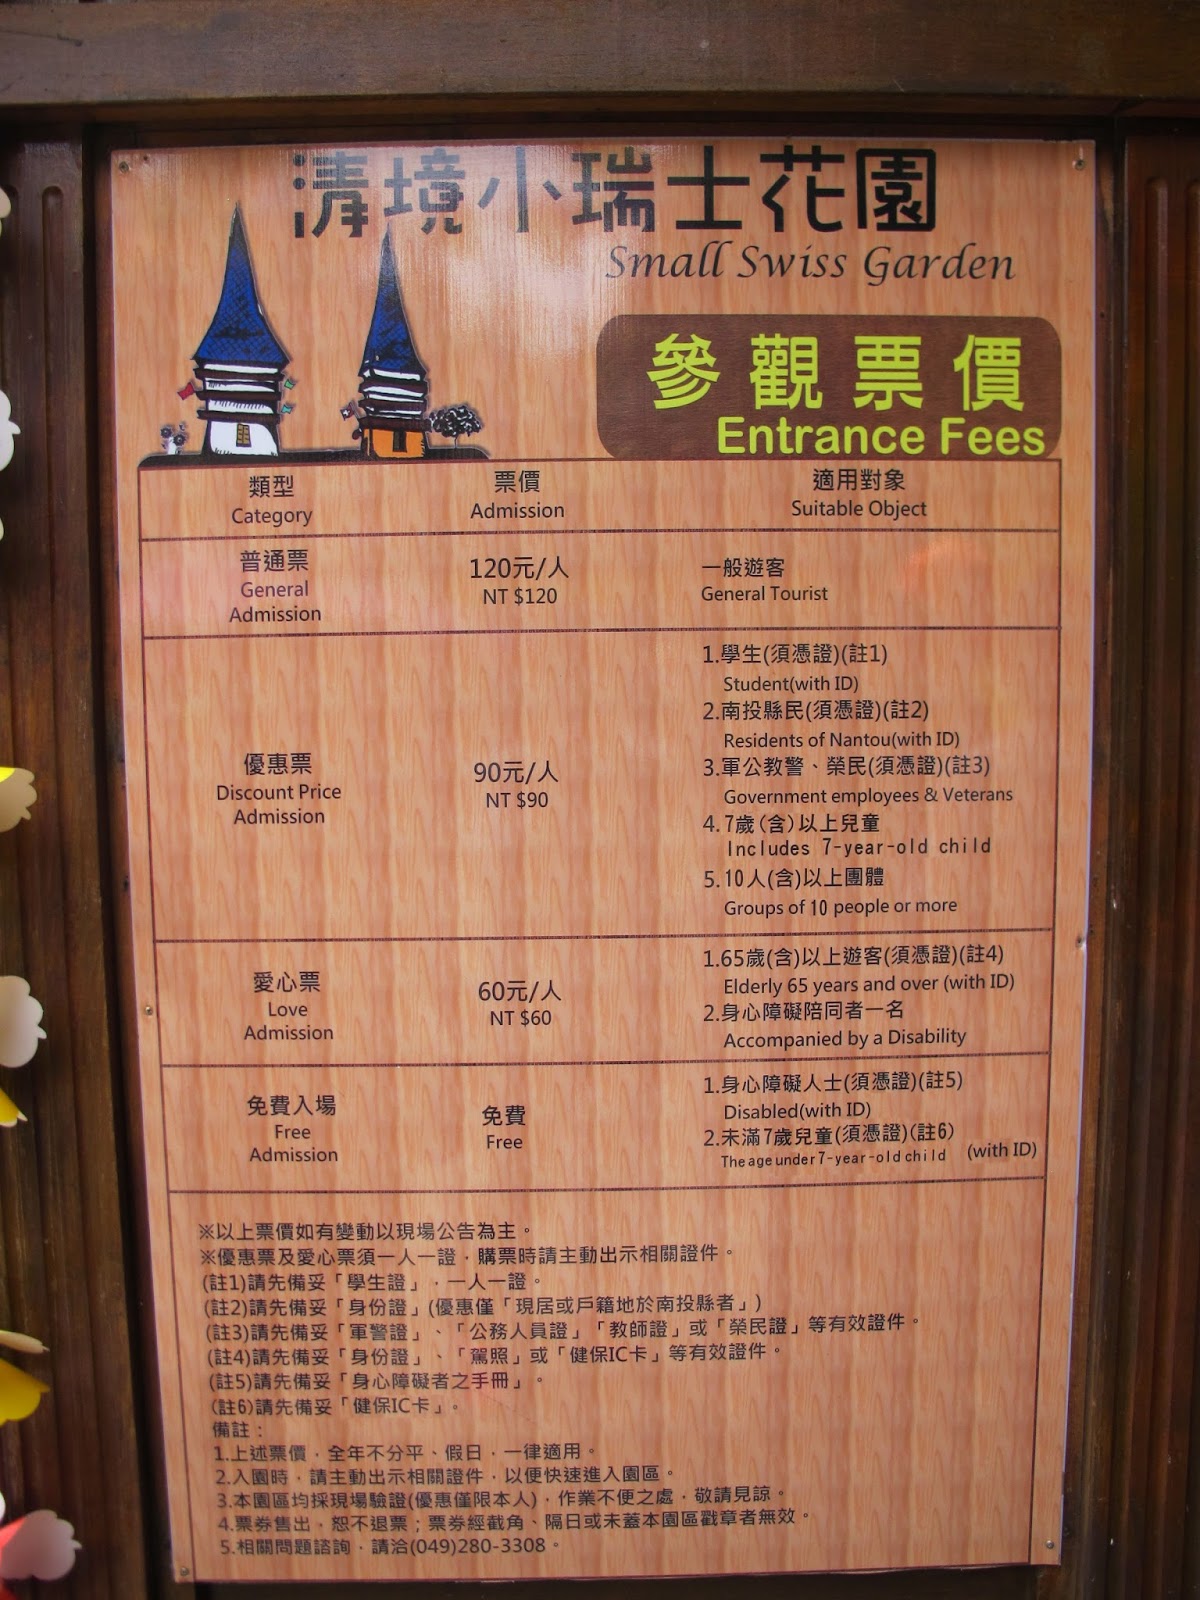 清境小瑞士花園
Small Swiss Garden
參觀票價
Entrance Fees
類型 票價 適用對象
Category Admission Suitable Object
普通票
General
Admission
120元/人
NT $120
一般遊客
General Tourist
優惠票
Discount Price
Admission
90元/人
NT $90
1.學生(須憑證)(註1)
Student(with ID)
2.南投縣民(須憑證)(註2)
Residents of Nantou(with ID)
3.軍公教警、榮民(須憑證)(註3)
Government employees & Veterans
4.7歲(含)以上兒童
Includes 7-year-old child
5.10人(含)以上團體
Groups of 10 people or more
愛心票
Love
Admission
60元/人
NT $60
1.65歲(含)以上遊客(須憑證)(註4)
Elderly 65 years and over (with ID)
2.身心障礙陪同者一名
Accompanied by a Disability
免費入場
Free
Admission
免費
Free
1.身心障礙人士(須憑證)(註5)
Disabled(with ID)
2.未滿7歲兒童(須憑證)(註6)
The age under 7-year-old child (with ID)
※以上票價如有變動以現場公告為主。
※優惠票及愛心票須一人一證，購票時請主動出示相關證件。
(註1)請先備妥「學生證」，一人一證。
(註2)請先備妥「身份證」(優惠僅「現居或戶籍地於南投縣者」)
(註3)請先備妥「軍警證」、「公務人員證」「教師證」或「榮民證」等有效證件。
(註4)請先備妥「身份證」、「駕照」或「健保IC卡」等有效證件。
(註5)請先備妥「身心障礙者之手冊」。
(註6)請先備妥「健保IC卡」。
備註：
1.上述票價，全年不分平、假日，一律適用。
2.入園時，請主動出示相關證件，以便快速進入園區。
3.本園區均採現場驗證(優惠僅限本人)，作業不便之處，敬請見諒。
4.票券售出，恕不退票；票券經截角、隔日或未蓋本園區戳章者無效。
5.相關問題諮詢，請洽(049)280-3308。